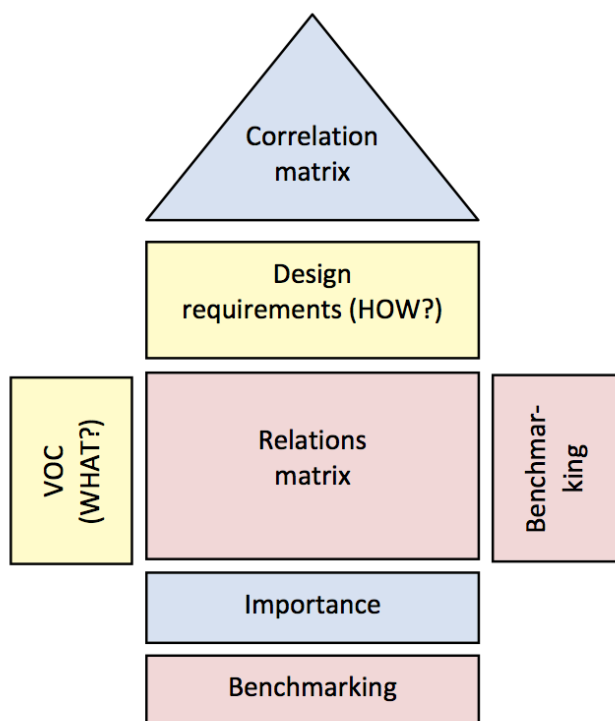 Correlation
matrix
Design
requirements (HOW?)
VOC
(WHAT?)
Relations
matrix
Benchmar-
king
Importance
Benchmarking